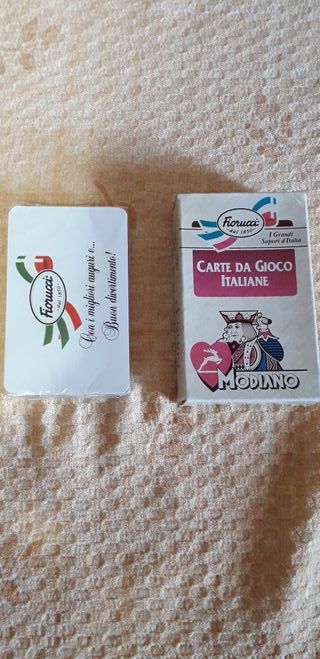 Fiorucci
dal 1850
Con i migliori auguri e...
Buon divertimento!
Fiorucci
dal 1850
I Grandi
Sapori d'Italia
CARTE DA GIOCO
ITALIANE
MODIANO